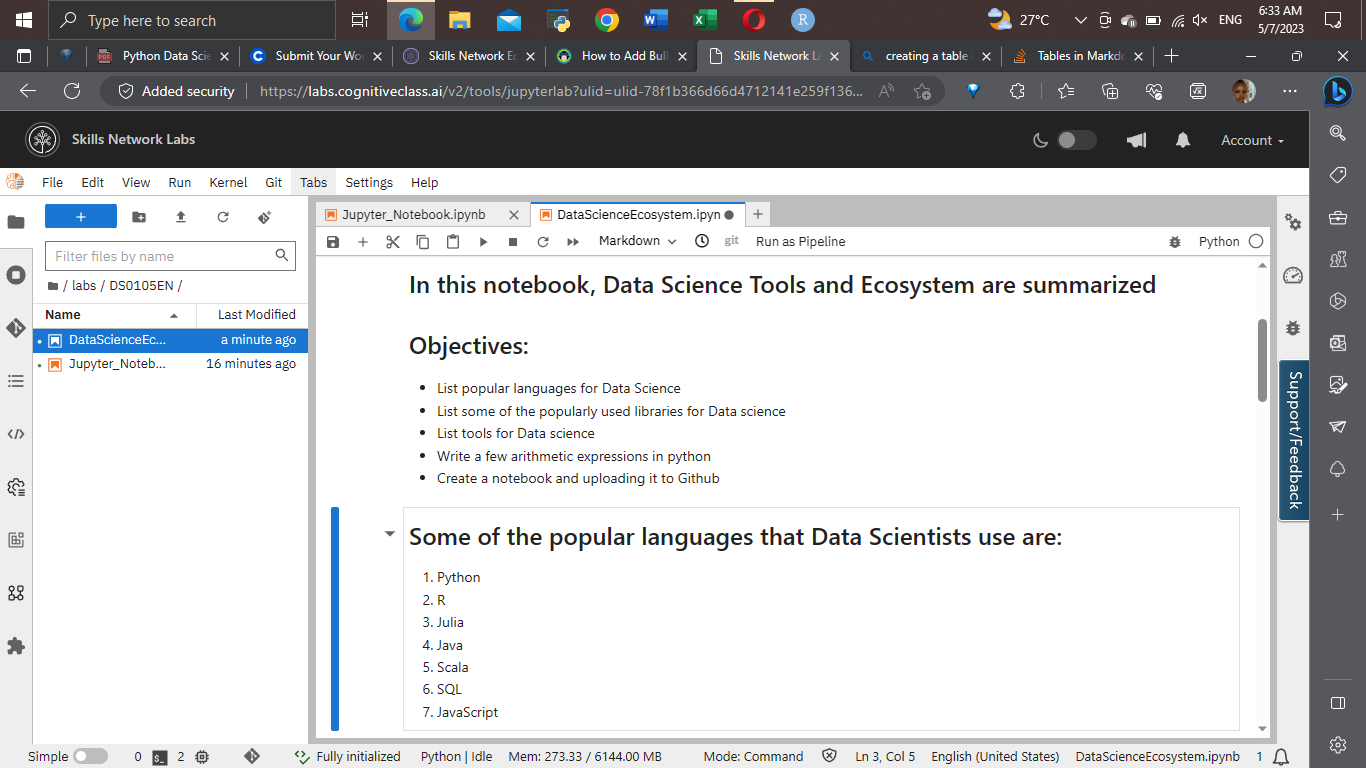 Type here to search
27°C
ENG
6:33 AM
5/7/2023
Python Data Scie
Submit Your Wo
Skills Network Ec
How to Add Bull
Skills Network La
creating a table
Tables in Markdo
Added security
https://labs.cognitiveclass.ai/v2/tools/jupyterlab?ulid=ulid-78f1b366d66d4712141e259f136...
Skills Network Labs
Account
File Edit View Run Kernel Git Tabs Settings Help
Filter files by name
/ labs / DS0105EN /
Name Last Modified
DataScienceEc... a minute ago
Jupyter_Noteb... 16 minutes ago
Jupyter_Notebook.ipynb
DataScienceEcosystem.ipyn
Markdown
git
Run as Pipeline
Python
In this notebook, Data Science Tools and Ecosystem are summarized
Objectives:
• List popular languages for Data Science
• List some of the popularly used libraries for Data science
• List tools for Data science
• Write a few arithmetic expressions in python
• Create a notebook and uploading it to Github
Some of the popular languages that Data Scientists use are:
1. Python
2. R
3. Julia
4. Java
5. Scala
6. SQL
7. JavaScript
Support/Feedback
Simple 0 2 Fully initialized Python | Idle Mem: 273.33 / 6144.00 MB Mode: Command Ln 3, Col 5 English (United States) DataScienceEcosystem.ipynb 1